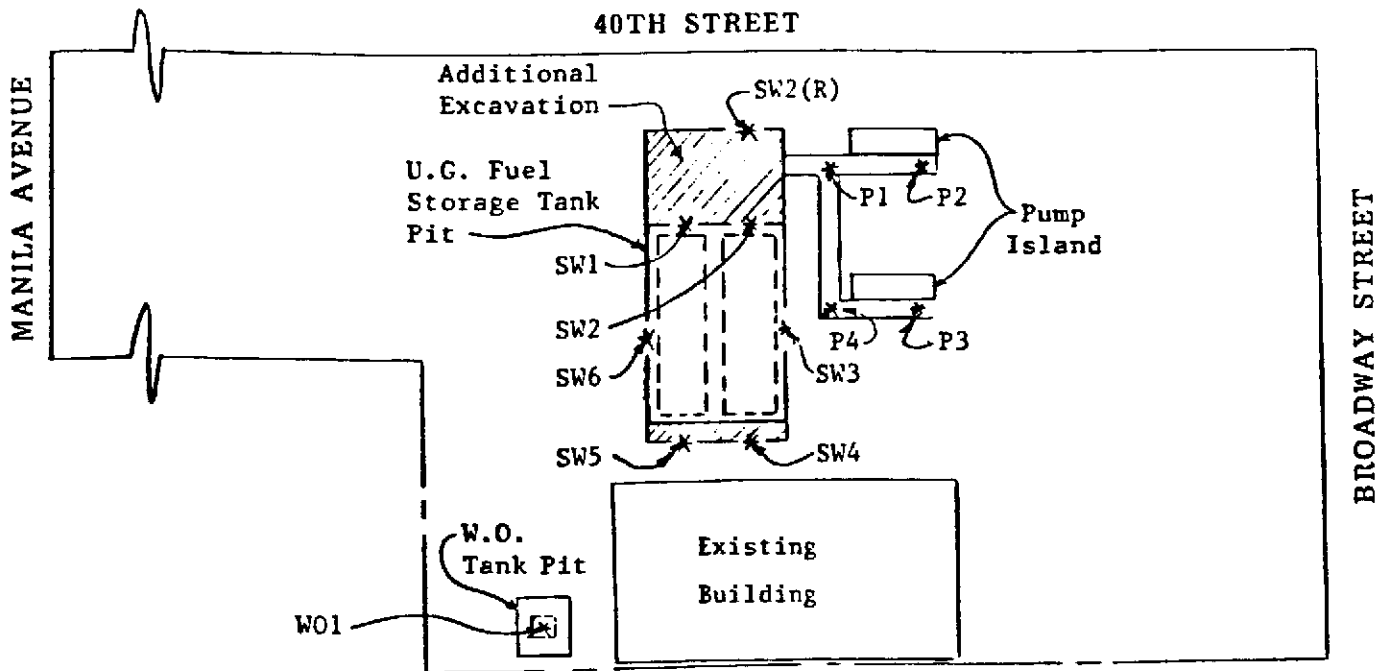 40TH STREET
MANILA AVENUE
Additional
Excavation
SW2(R)
U.G. Fuel
Storage Tank
Pit
P1
P2
Pump
Island
SW1
SW2
P4
P3
SW6
SW3
SW5
SW4
BROADWAY STREET
W.O.
Tank Pit
Existing
Building
WO1